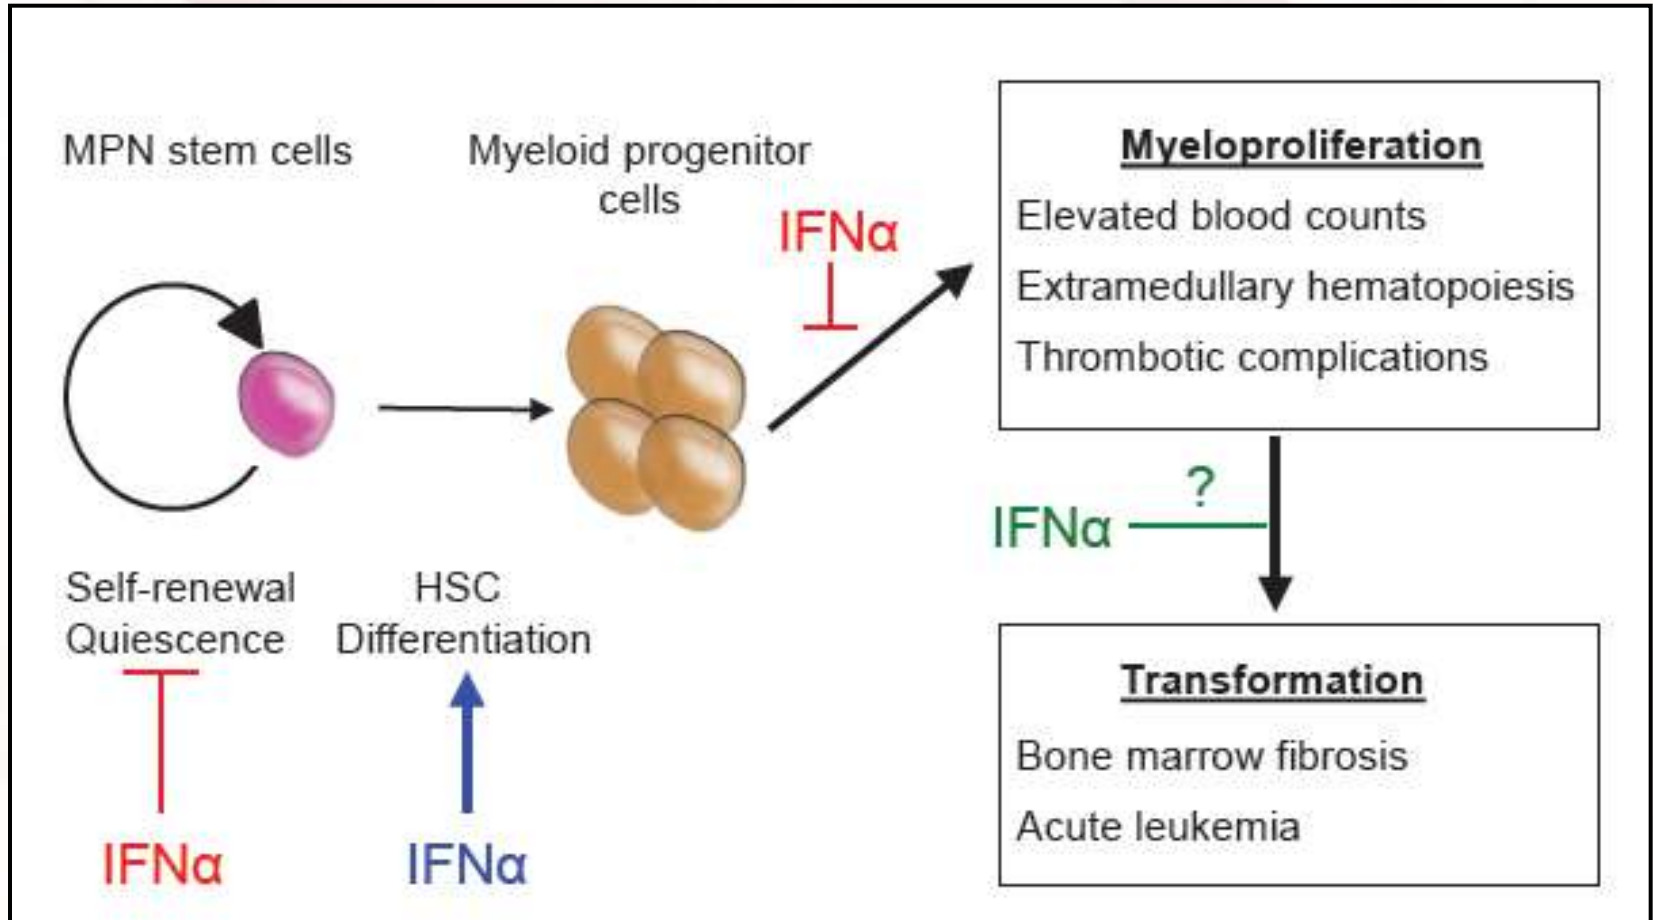 MPN stem cells
Myeloid progenitor
cells
IFNα
Myeloproliferation
Elevated blood counts
Extramedullary hematopoiesis
Thrombotic complications
?
IFNα
Self-renewal
Quiescence
HSC
Differentiation
IFNα
IFNα
Transformation
Bone marrow fibrosis
Acute leukemia